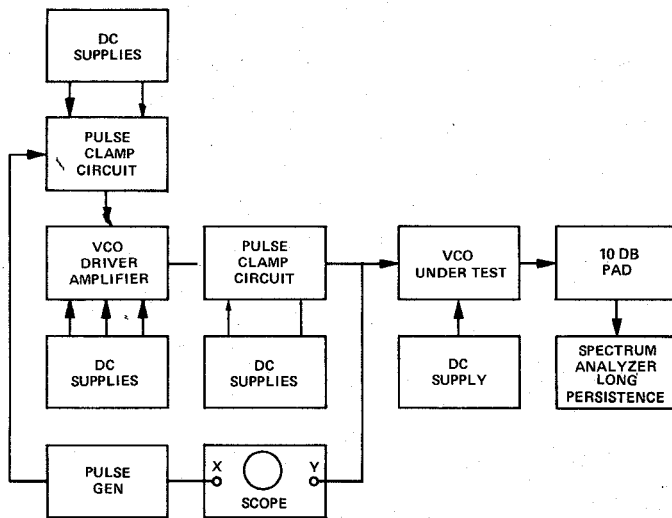 DC
SUPPLIES
PULSE
CLAMP
CIRCUIT
VCO
DRIVER
AMPLIFIER
PULSE
CLAMP
CIRCUIT
VCO
UNDER TEST
10 DB
PAD
DC
SUPPLIES
DC
SUPPLIES
DC
SUPPLY
SPECTRUM
ANALYZER
LONG
PERSISTENCE
PULSE
GEN
X
Y
SCOPE